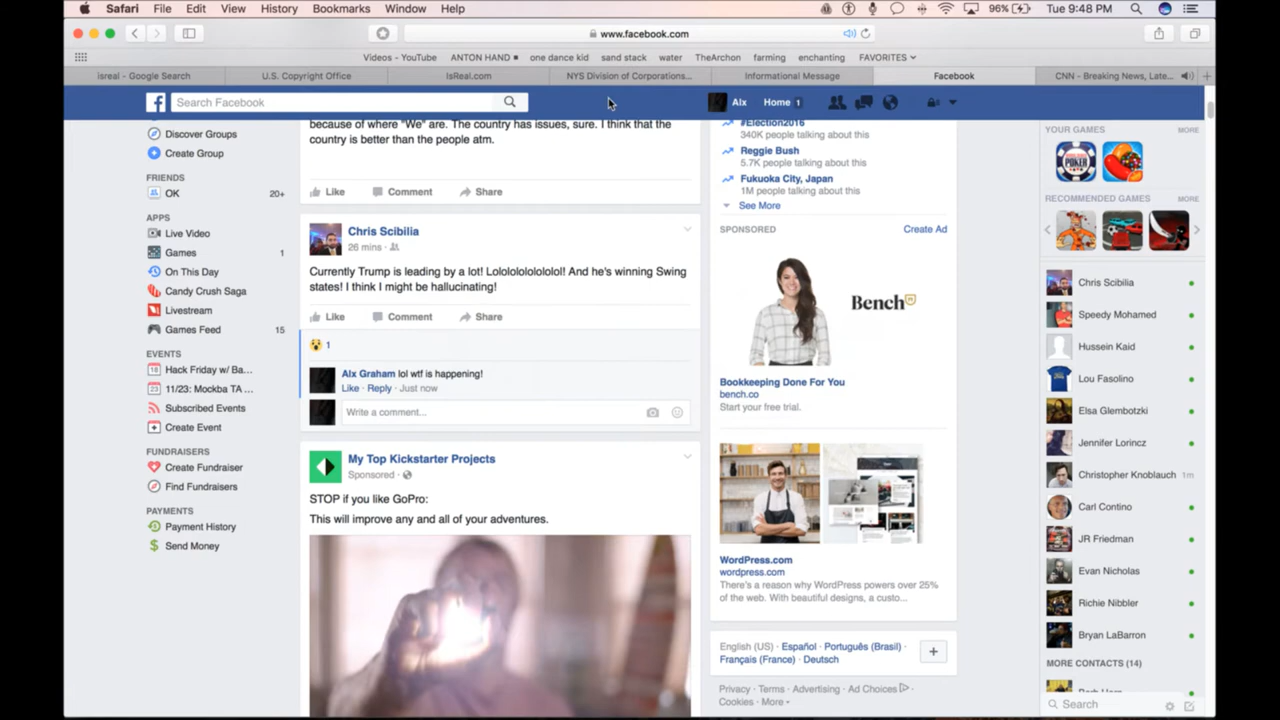 Safari File Edit View History Bookmarks Window Help
96% Tue 9:48 PM
www.facebook.com
Videos - YouTube ANTON HAND one dance kid sand stack water TheArchon farming enchanting FAVORITES
isreal - Google Search U.S. Copyright Office IsReal.com NYS Division of Corporations... Informational Message Facebook CNN - Breaking News, Late...
Search Facebook
Alx Home 1
Discover Groups
Create Group
FRIENDS
OK 20+
APPS
Live Video
Games 1
On This Day
Candy Crush Saga
Livestream
Games Feed 15
EVENTS
Hack Friday w/ Ba...
11/23: Mockba TA ...
Subscribed Events
Create Event
FUNDRAISERS
Create Fundraiser
Find Fundraisers
PAYMENTS
Payment History
Send Money
because of where "We" are. The country has issues, sure. I think that the
country is better than the people atm.
Like Comment Share
Chris Scibilia
26 mins ·
Currently Trump is leading by a lot! Lolololololololol! And he's winning Swing
states! I think I might be hallucinating!
Like Comment Share
1
Alx Graham lol wtf is happening!
Like · Reply · Just now
Write a comment...
My Top Kickstarter Projects
Sponsored ·
STOP if you like GoPro:
This will improve any and all of your adventures.
#Election2016
340K people talking about this
Reggie Bush
5.7K people talking about this
Fukuoka City, Japan
1M people talking about this
See More
SPONSORED Create Ad
Bench
Bookkeeping Done For You
bench.co
Start your free trial.
WordPress.com
wordpress.com
There's a reason why WordPress powers over 25%
of the web. With beautiful designs, a custo...
English (US) · Español · Português (Brasil) ·
Français (France) · Deutsch
Privacy · Terms · Advertising · Ad Choices ·
Cookies · More
YOUR GAMES MORE
POKER
RECOMMENDED GAMES MORE
Chris Scibilia
Speedy Mohamed
Hussein Kaid
Lou Fasolino
Elsa Glembotzki
Jennifer Lorincz
Christopher Knoblauch 1m
Carl Contino
JR Friedman
Evan Nicholas
Richie Nibbler
Bryan LaBarron
MORE CONTACTS (14)
Search